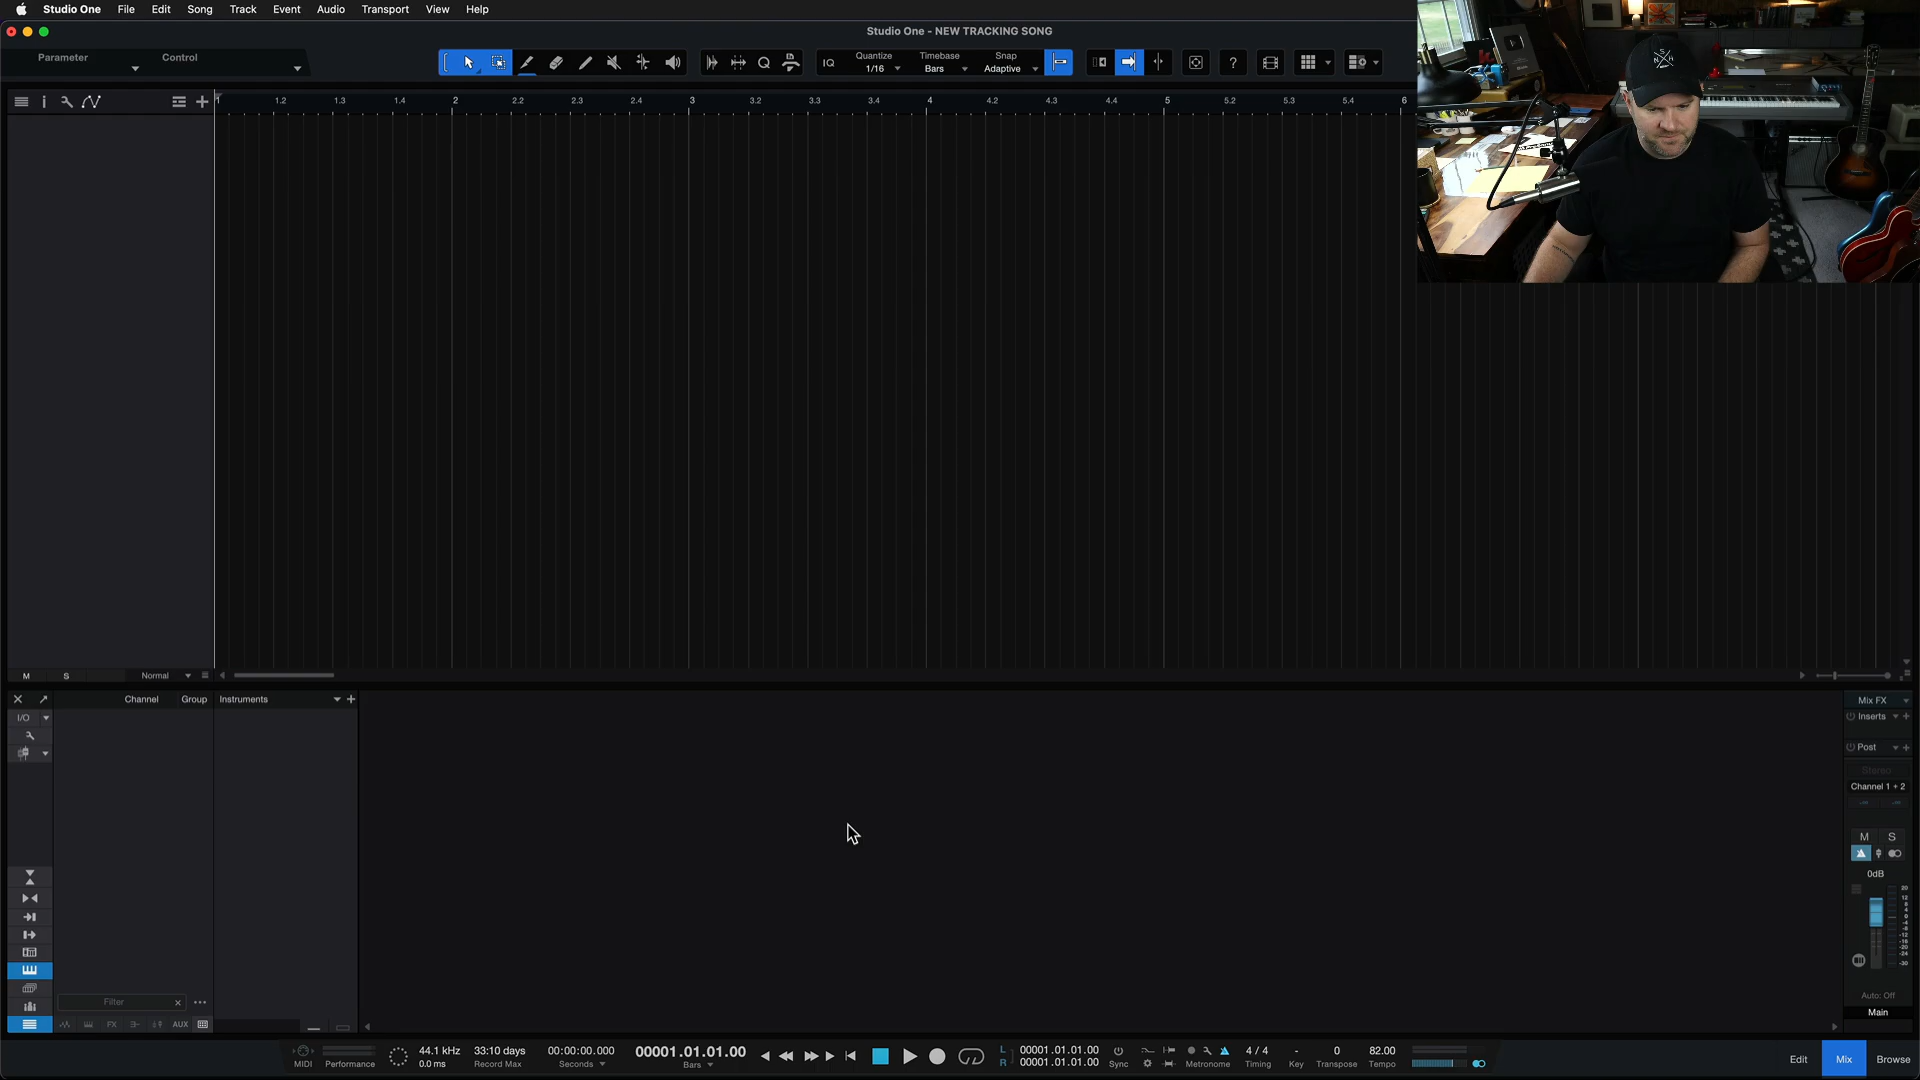 Studio One File Edit Song Track Event Audio Transport View Help
Studio One - NEW TRACKING SONG
Parameter Control
IQ Quantize 1/16 Timebase Bars Snap Adaptive ?
1 1.2 1.3 1.4 2 2.2 2.3 2.4 3 3.2 3.3 3.4 4 4.2 4.3 4.4 5 5.2 5.3 5.4 6
M S Normal
Channel Group Instruments
I/O
Mix FX
Inserts
Post
Stereo
Channel 1 + 2
M S
0dB
Auto: Off
Main
Filter
FX AUX
MIDI Performance
44.1 kHz
0.0 ms
33:10 days
Record Max
00:00:00.000
Seconds
00001.01.01.00
Bars
L 00001.01.01.00
R 00001.01.01.00
Sync
Metronome
4 / 4
Timing
-
Key
0
Transpose
82.00
Tempo
Edit Mix Browse